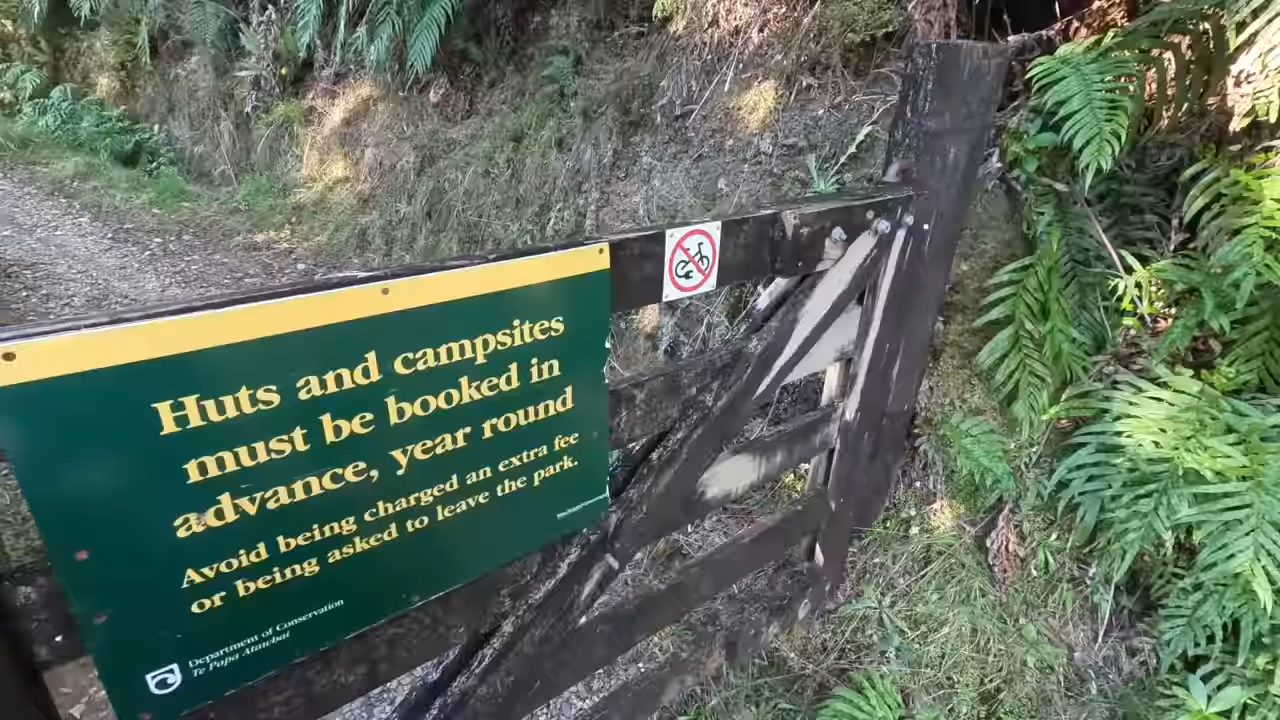 Huts and campsites
must be booked in
advance, year round
Avoid being charged an extra fee
or being asked to leave the park.
Department of Conservation
Te Papa Atawbai